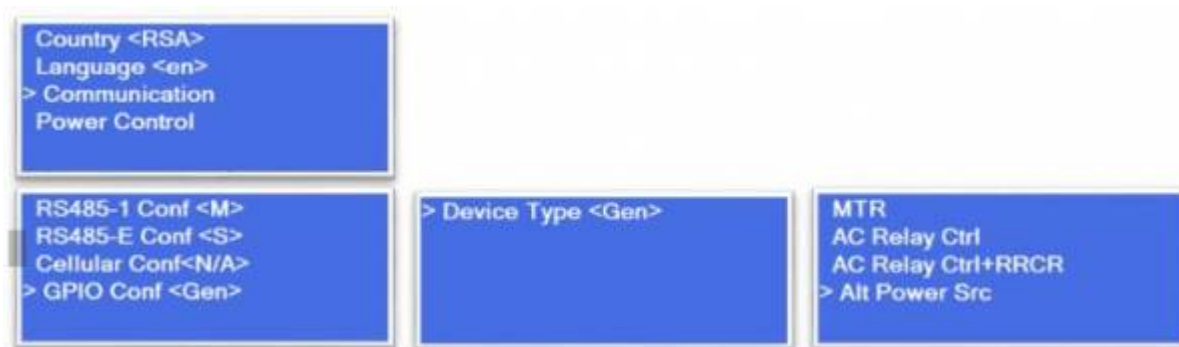 Country <RSA>
Language <en>
> Communication
Power Control
RS485-1 Conf <M>
RS485-E Conf <S>
Cellular Conf<N/A>
> GPIO Conf <Gen>
> Device Type <Gen>
MTR
AC Relay Ctrl
AC Relay Ctrl+RRCR
> Alt Power Src